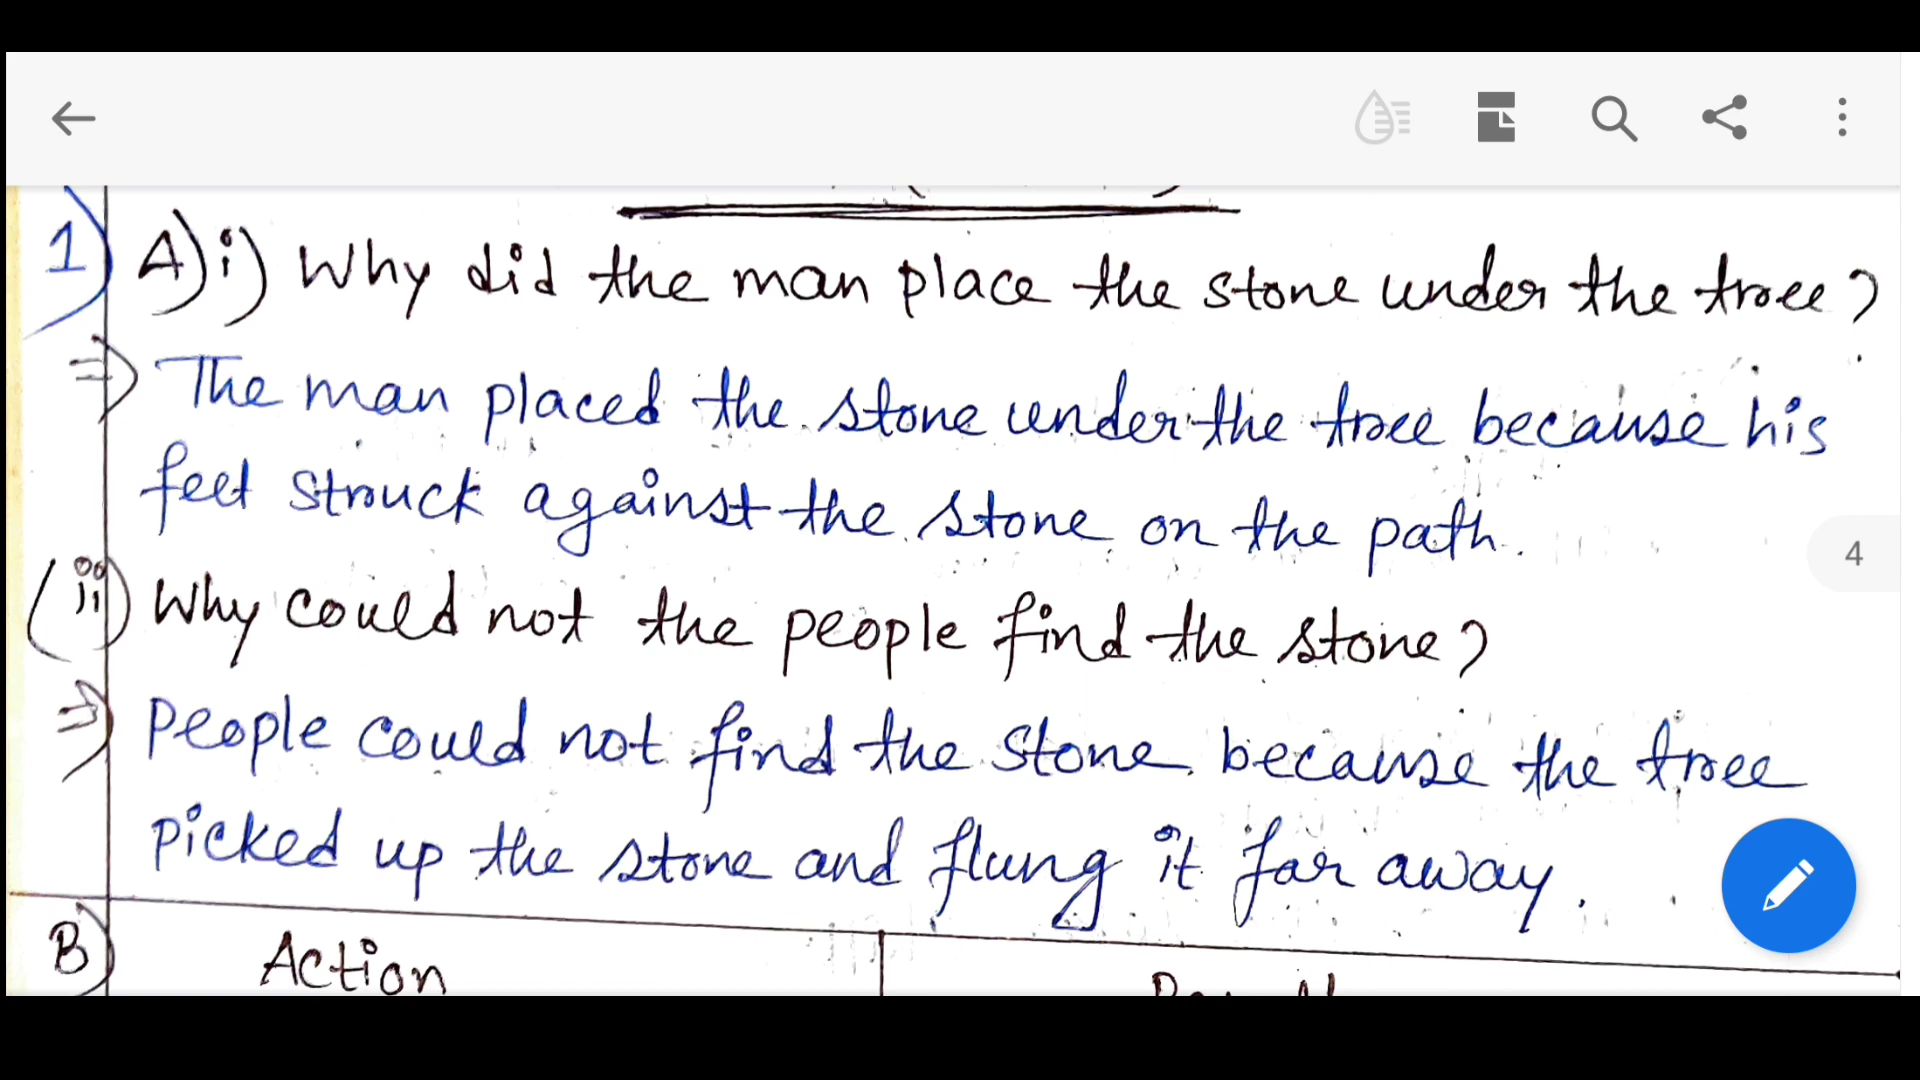 1) A) i) Why did the man place the stone under the tree?
⇒ The man placed the stone under the tree because his
feet struck against the stone on the path.
(ii) Why could not the people find the stone?
⇒ People could not find the stone because the tree
picked up the stone and flung it far away.
4
B) Action